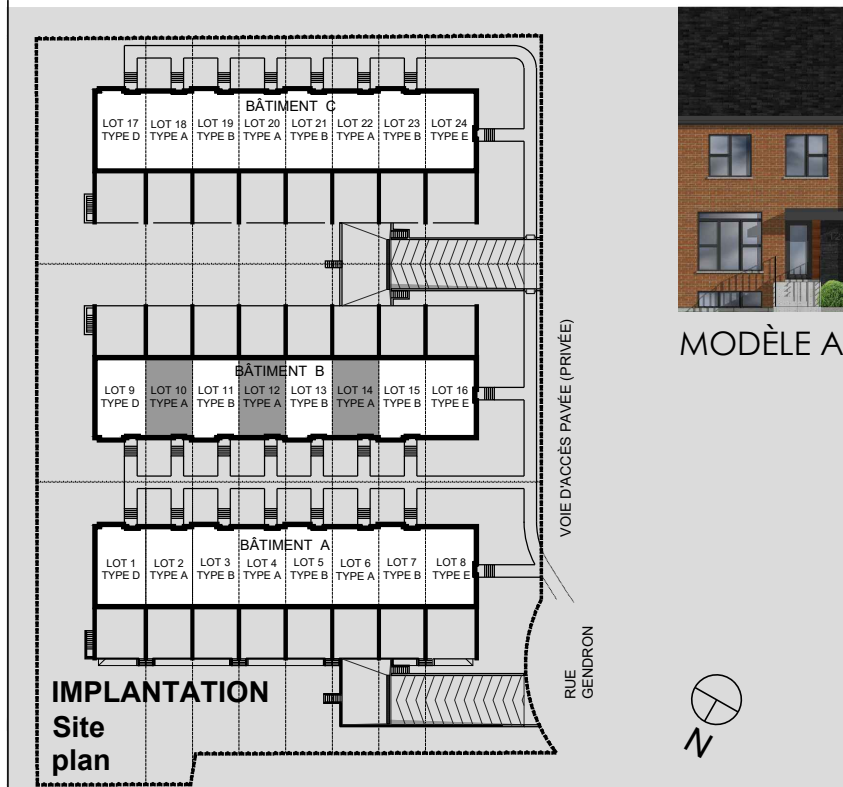 BÂTIMENT C
LOT 17 LOT 18 LOT 19 LOT 20 LOT 21 LOT 22 LOT 23 LOT 24
TYPE D TYPE A TYPE B TYPE A TYPE B TYPE A TYPE B TYPE E
MODÈLE A
BÂTIMENT B
LOT 9 LOT 10 LOT 11 LOT 12 LOT 13 LOT 14 LOT 15 LOT 16
TYPE D TYPE A TYPE B TYPE A TYPE B TYPE A TYPE B TYPE E
VOIE D'ACCÈS PAVÉE (PRIVÉE)
BÂTIMENT A
LOT 1 LOT 2 LOT 3 LOT 4 LOT 5 LOT 6 LOT 7 LOT 8
TYPE D TYPE A TYPE B TYPE A TYPE B TYPE A TYPE B TYPE E
RUE
GENDRON
IMPLANTATION
Site
plan
N